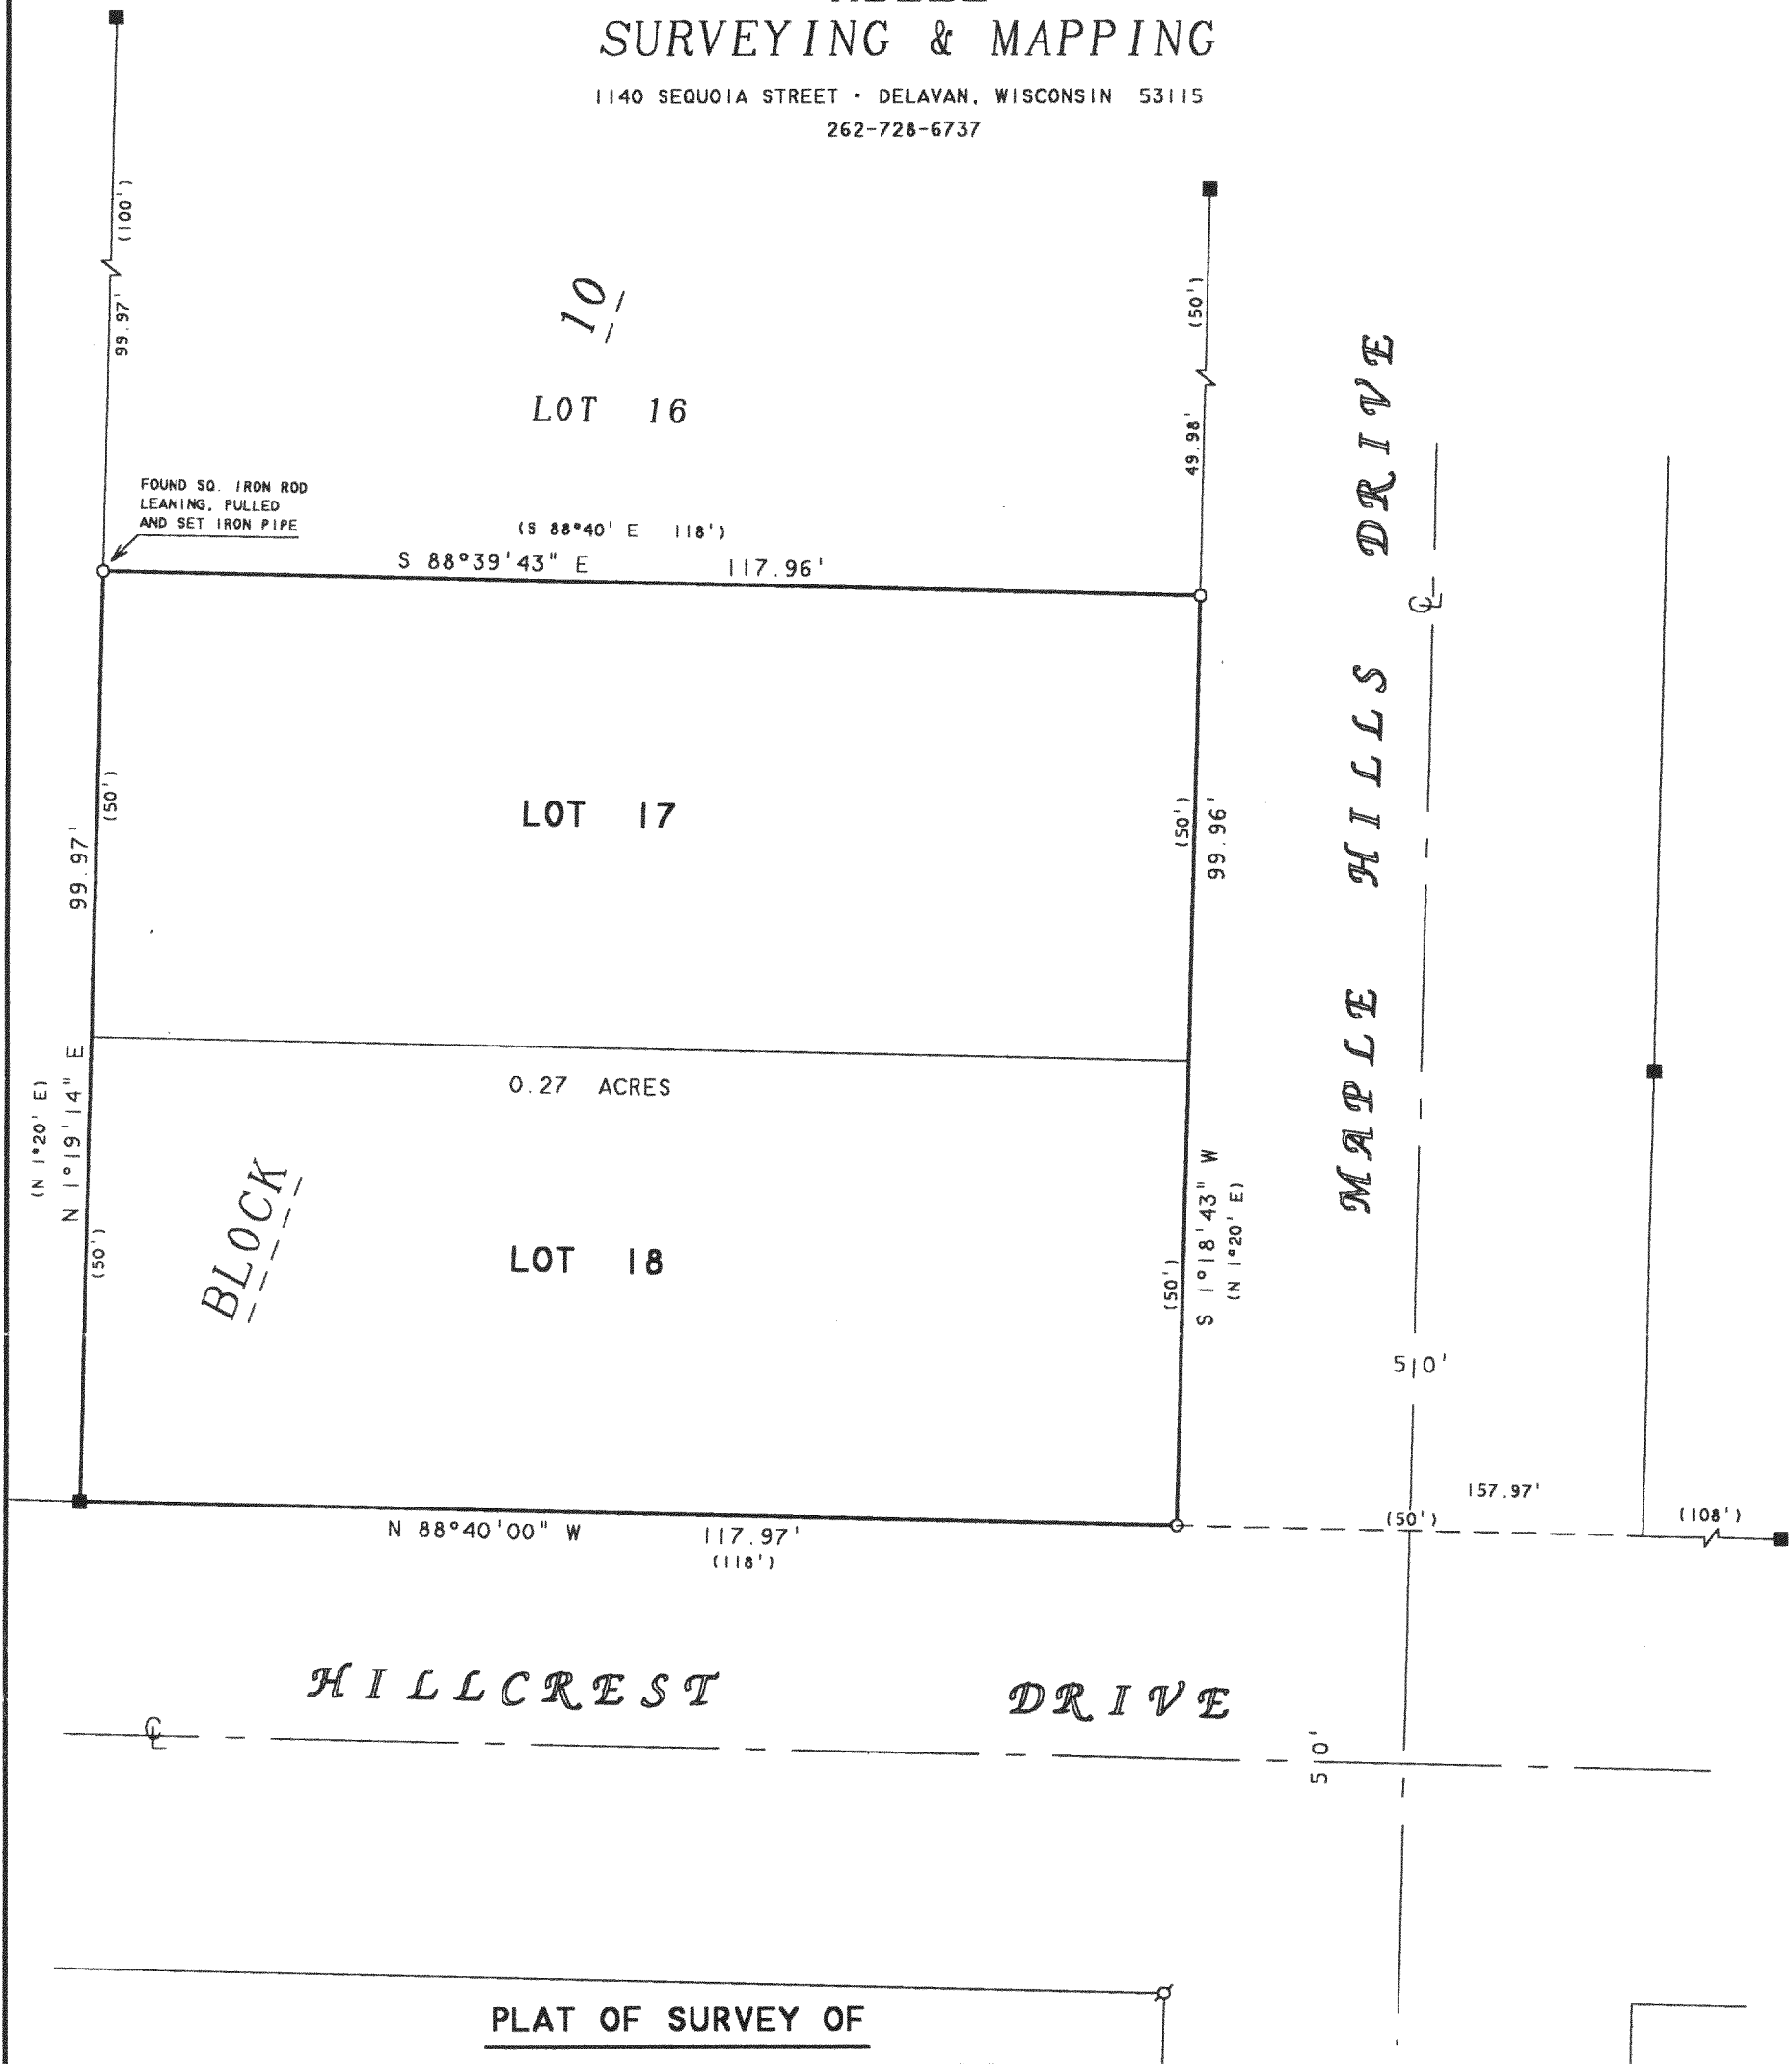 SURVEYING & MAPPING
1140 SEQUOIA STREET • DELAVAN, WISCONSIN 53115
262-728-6737
(100')
99.97'
10
(50')
49.98'
LOT 16
FOUND SQ. IRON ROD
LEANING, PULLED
AND SET IRON PIPE
(S 88°40' E 118')
S 88°39'43" E 117.96'
MAPLE HILLS DRIVE
℄
(50')
99.97'
LOT 17
(50')
99.96'
0.27 ACRES
(N 1°20' E)
N 1°19'14" E
(50')
BLOCK
LOT 18
(50')
S 1°18'43" W
(N 1°20' E)
50'
157.97'
(50')
(108')
N 88°40'00" W 117.97'
(118')
HILLCREST DRIVE
℄
50'
PLAT OF SURVEY OF